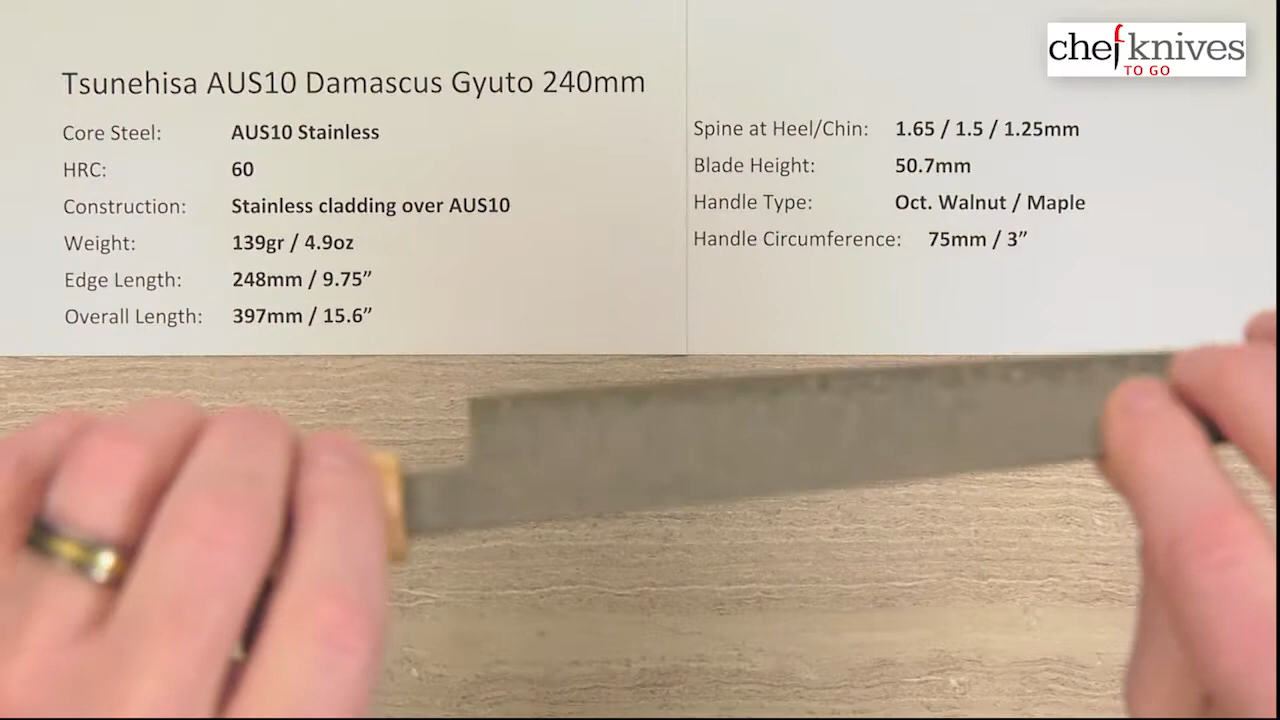 Tsunehisa AUS10 Damascus Gyuto 240mm
Core Steel: AUS10 Stainless
HRC: 60
Construction: Stainless cladding over AUS10
Weight: 139gr / 4.9oz
Edge Length: 248mm / 9.75”
Overall Length: 397mm / 15.6”
chefknives
TO GO
Spine at Heel/Chin: 1.65 / 1.5 / 1.25mm
Blade Height: 50.7mm
Handle Type: Oct. Walnut / Maple
Handle Circumference: 75mm / 3”